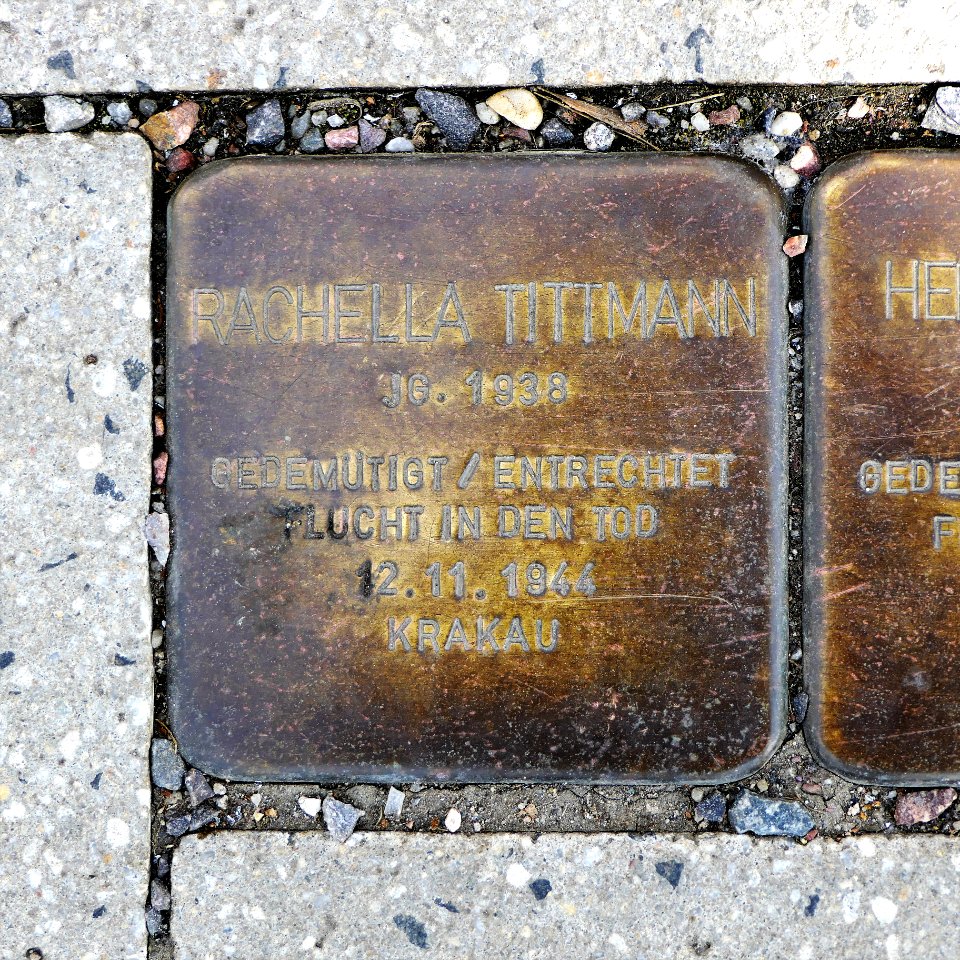 RACHELLA TITTMANN
JG. 1938
GEDEMÜTIGT / ENTRECHTET
FLUCHT IN DEN TOD
12.11.1944
KRAKAU